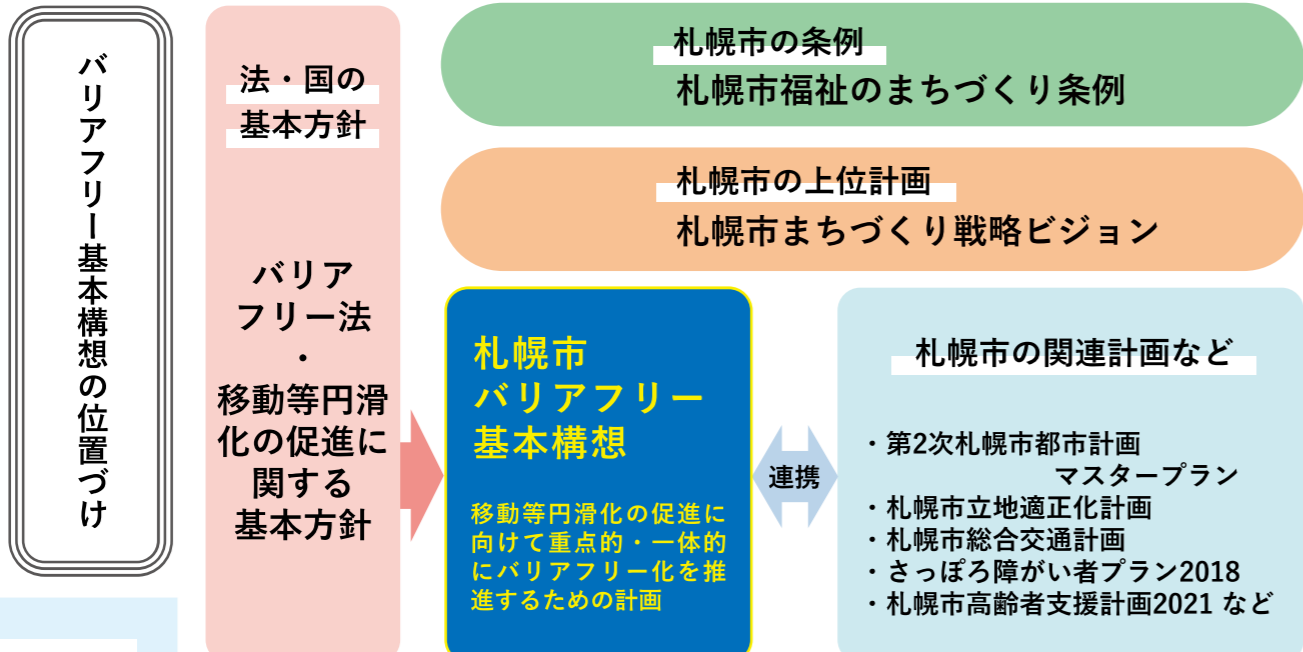 バリアフリー基本構想の位置づけ
法・国の
基本方針
バリア
フリー法
・
移動等円滑
化の促進に
関する
基本方針
札幌市の条例
札幌市福祉のまちづくり条例
札幌市の上位計画
札幌市まちづくり戦略ビジョン
札幌市
バリアフリー
基本構想
移動等円滑化の促進に
向けて重点的・一体的
にバリアフリー化を推
進するための計画
連携
札幌市の関連計画など
・第2次札幌市都市計画
マスタープラン
・札幌市立地適正化計画
・札幌市総合交通計画
・さっぽろ障がい者プラン2018
・札幌市高齢者支援計画2021 など